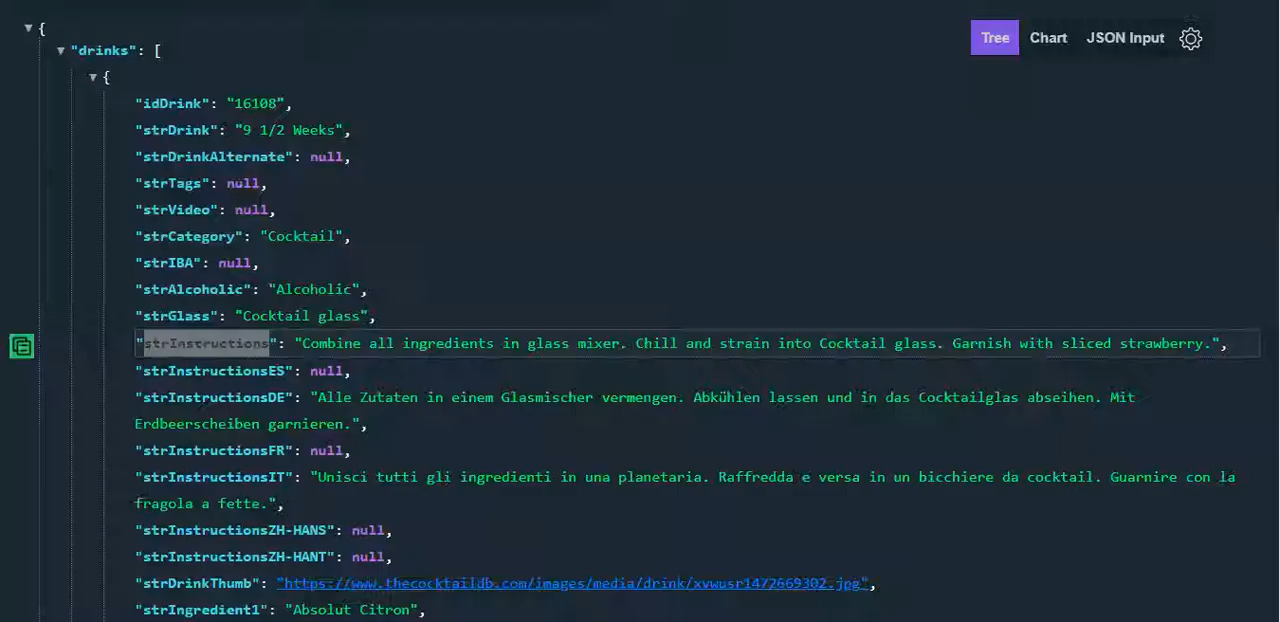 {
Tree Chart JSON Input
"drinks": [
{
"idDrink": "16108",
"strDrink": "9 1/2 Weeks",
"strDrinkAlternate": null,
"strTags": null,
"strVideo": null,
"strCategory": "Cocktail",
"strIBA": null,
"strAlcoholic": "Alcoholic",
"strGlass": "Cocktail glass",
"strInstructions": "Combine all ingredients in glass mixer. Chill and strain into Cocktail glass. Garnish with sliced strawberry.",
"strInstructionsES": null,
"strInstructionsDE": "Alle Zutaten in einem Glasmischer vermengen. Abkühlen lassen und in das Cocktailglas abseihen. Mit
Erdbeerscheiben garnieren.",
"strInstructionsFR": null,
"strInstructionsIT": "Unisci tutti gli ingredienti in una planetaria. Raffredda e versa in un bicchiere da cocktail. Guarnire con la
fragola a fette.",
"strInstructionsZH-HANS": null,
"strInstructionsZH-HANT": null,
"strDrinkThumb": "https://www.thecocktaildb.com/images/media/drink/xvwusr1472669302.jpg",
"strIngredient1": "Absolut Citron",